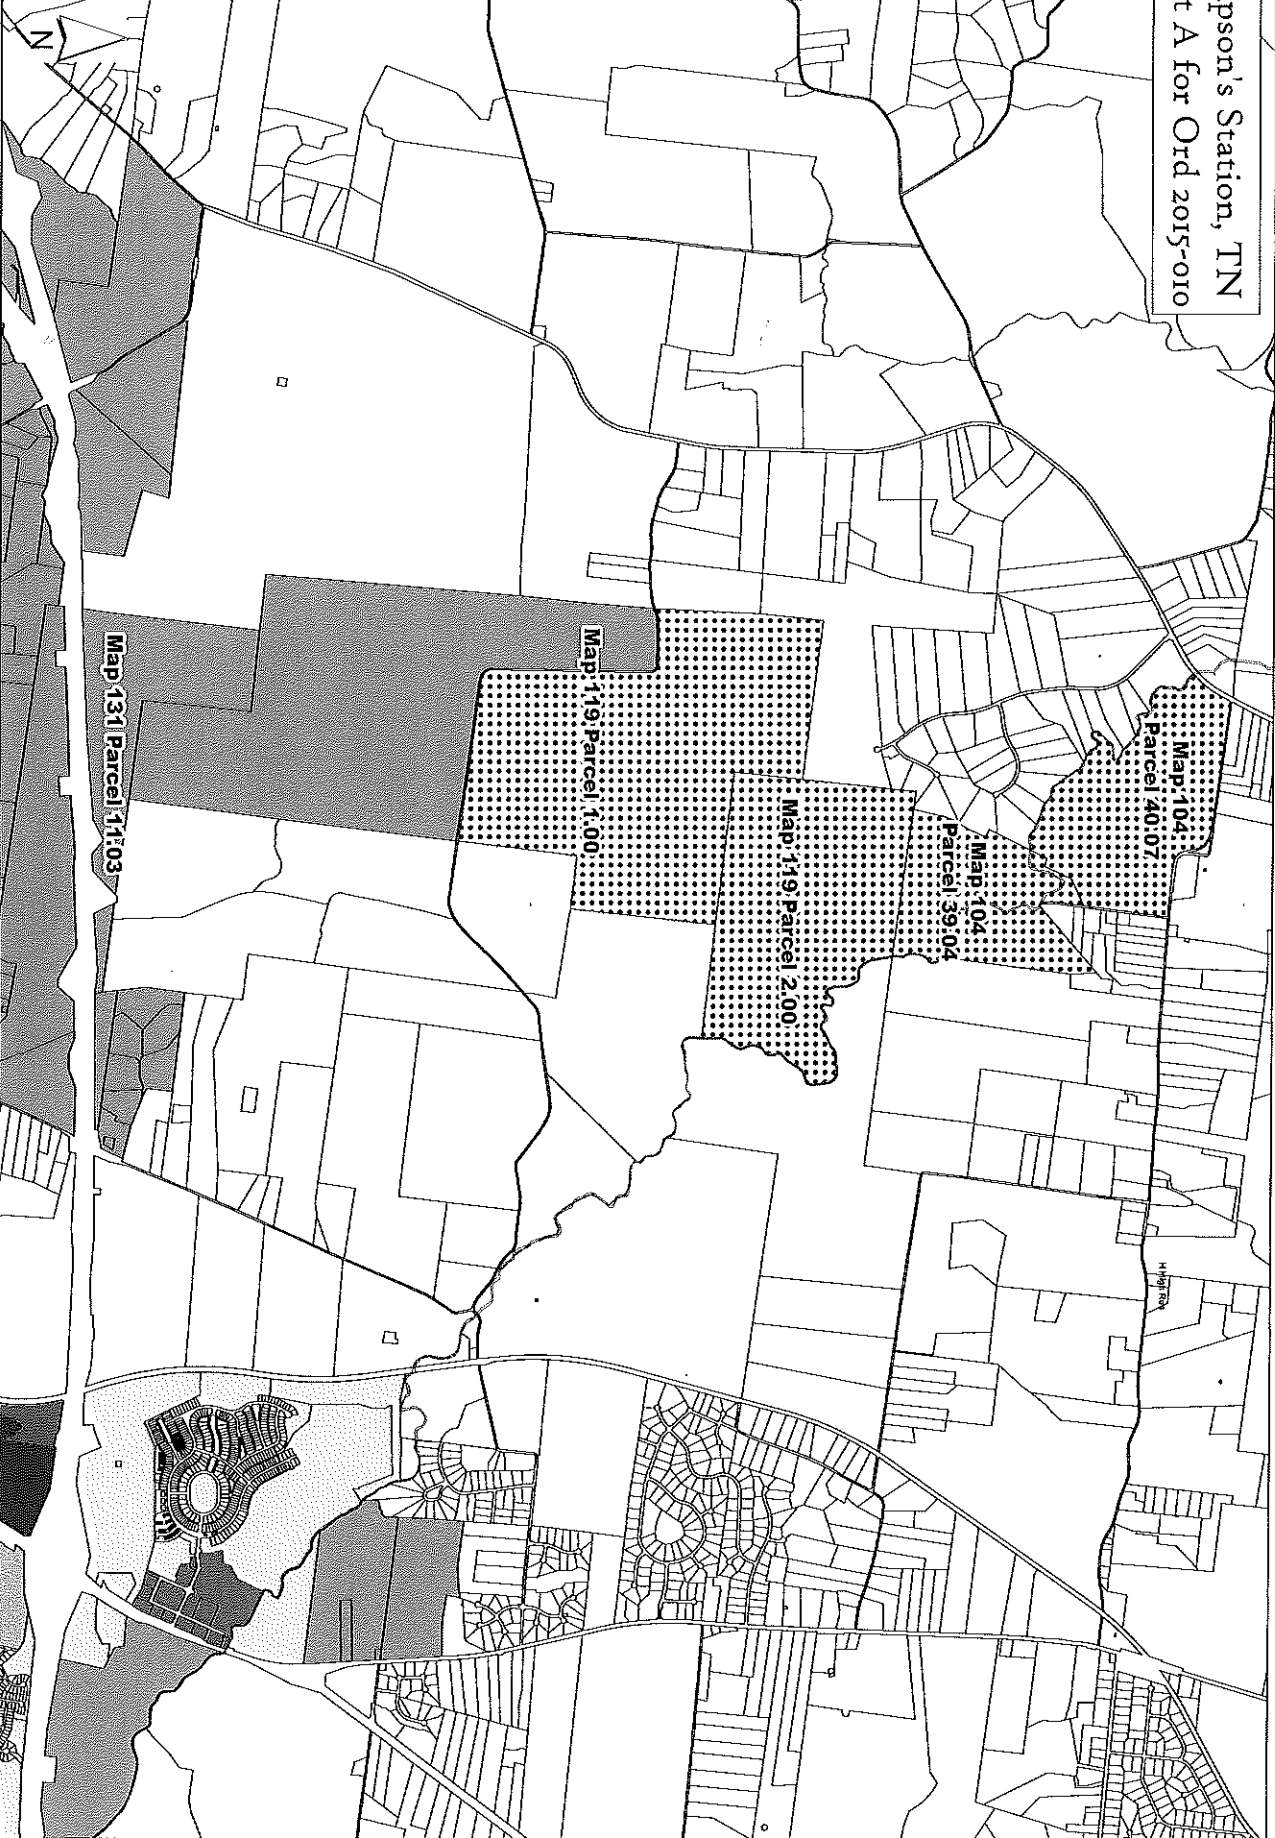 pson's Station, TN
t A for Ord 2015-010
Map 104
Parcel 40.07
Map 104
Parcel 39.04
Map 119 Parcel 2.00
Map 119 Parcel 1.00
Map 131 Parcel 11.03
N